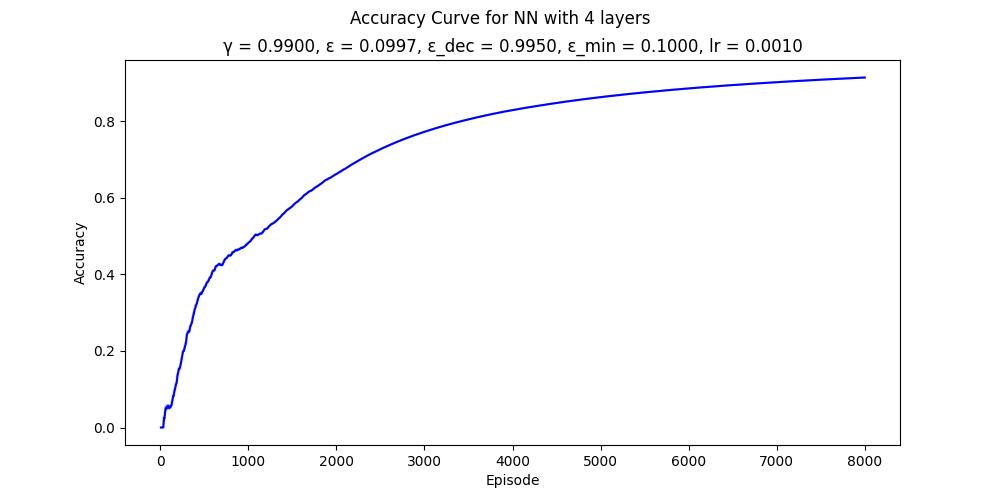 Accuracy Curve for NN with 4 layers
γ = 0.9900, ε = 0.0997, ε_dec = 0.9950, ε_min = 0.1000, lr = 0.0010
0.8
0.6
0.4
0.2
0.0
Accuracy
0 1000 2000 3000 4000 5000 6000 7000 8000
Episode